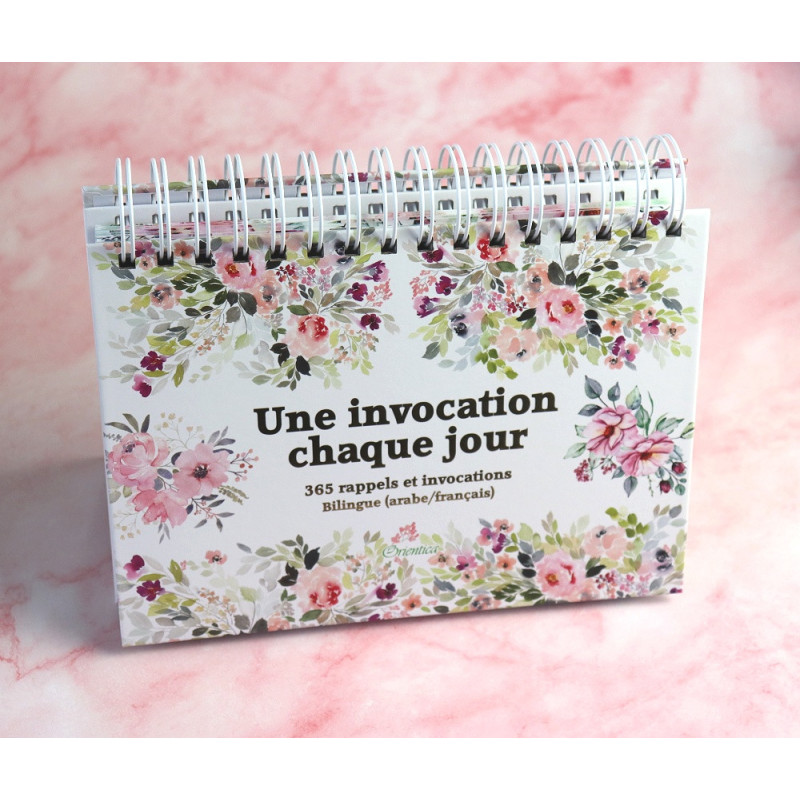 Une invocation
chaque jour
365 rappels et invocations
Bilingue (arabe/français)
Orientica